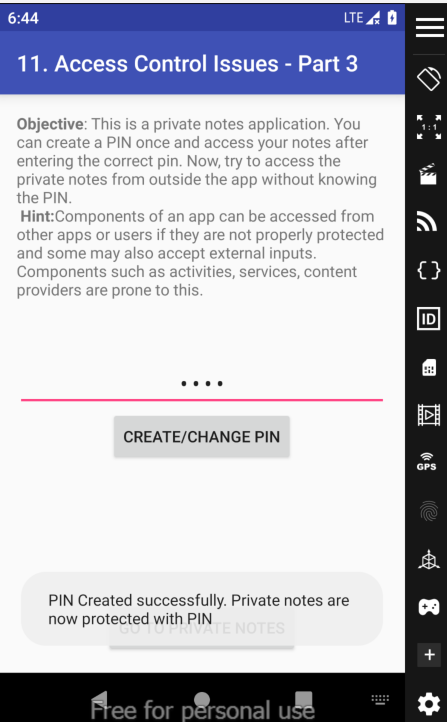 6:44 LTE
11. Access Control Issues - Part 3
Objective: This is a private notes application. You
can create a PIN once and access your notes after
entering the correct pin. Now, try to access the
private notes from outside the app without knowing
the PIN.
Hint:Components of an app can be accessed from
other apps or users if they are not properly protected
and some may also accept external inputs.
Components such as activities, services, content
providers are prone to this.
CREATE/CHANGE PIN
PIN Created successfully. Private notes are
now protected with PIN
GO TO PRIVATE NOTES
Free for personal use
1:1
ID
GPS